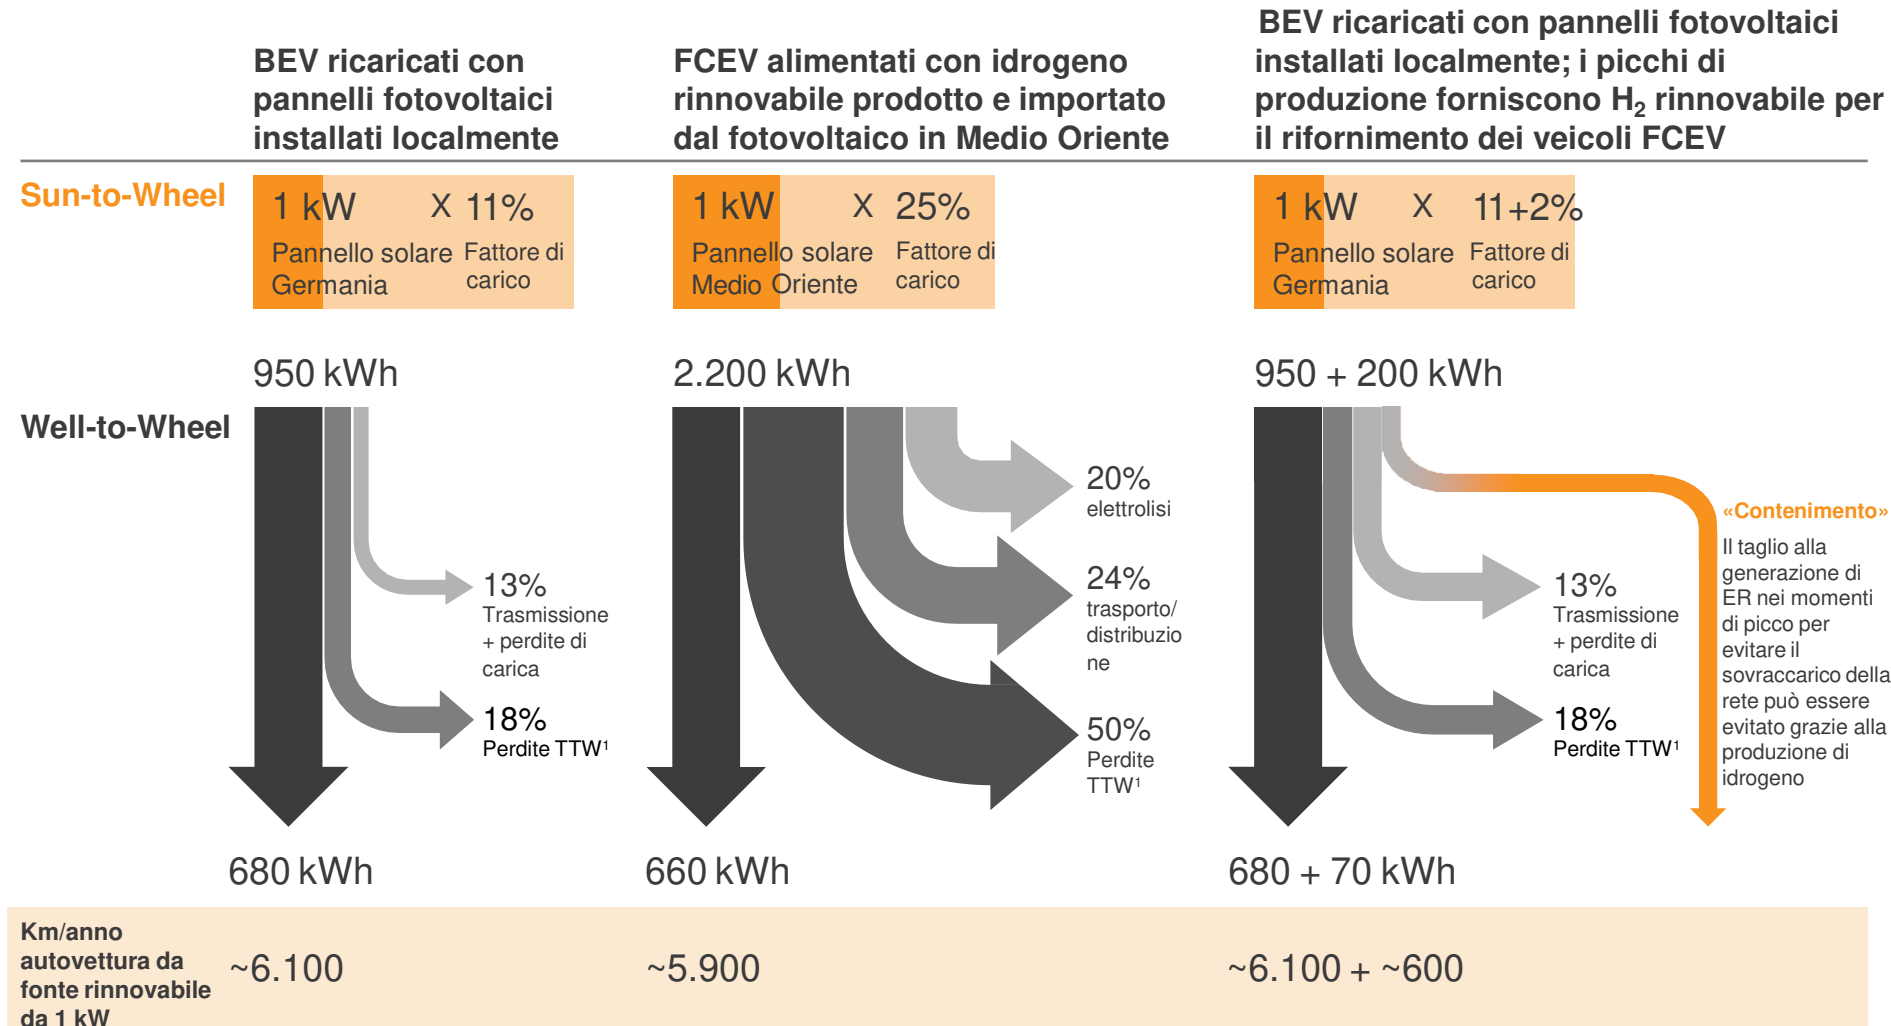 BEV ricaricati con
pannelli fotovoltaici
installati localmente
FCEV alimentati con idrogeno
rinnovabile prodotto e importato
dal fotovoltaico in Medio Oriente
BEV ricaricati con pannelli fotovoltaici
installati localmente; i picchi di
produzione forniscono H₂ rinnovabile per
il rifornimento dei veicoli FCEV
Sun-to-Wheel
1 kW X 11%
Pannello solare Fattore di
Germania carico
1 kW X 25%
Pannello solare Fattore di
Medio Oriente carico
1 kW X 11+2%
Pannello solare Fattore di
Germania carico
950 kWh
2.200 kWh
950 + 200 kWh
Well-to-Wheel
13%
Trasmissione
+ perdite di
carica
18%
Perdite TTW¹
20%
elettrolisi
24%
trasporto/
distribuzio
ne
50%
Perdite
TTW¹
13%
Trasmissione
+ perdite di
carica
18%
Perdite TTW¹
«Contenimento»
Il taglio alla
generazione di
ER nei momenti
di picco per
evitare il
sovraccarico della
rete può essere
evitato grazie alla
produzione di
idrogeno
680 kWh
660 kWh
680 + 70 kWh
Km/anno
autovettura da
fonte rinnovabile
da 1 kW
~6.100
~5.900
~6.100 + ~600